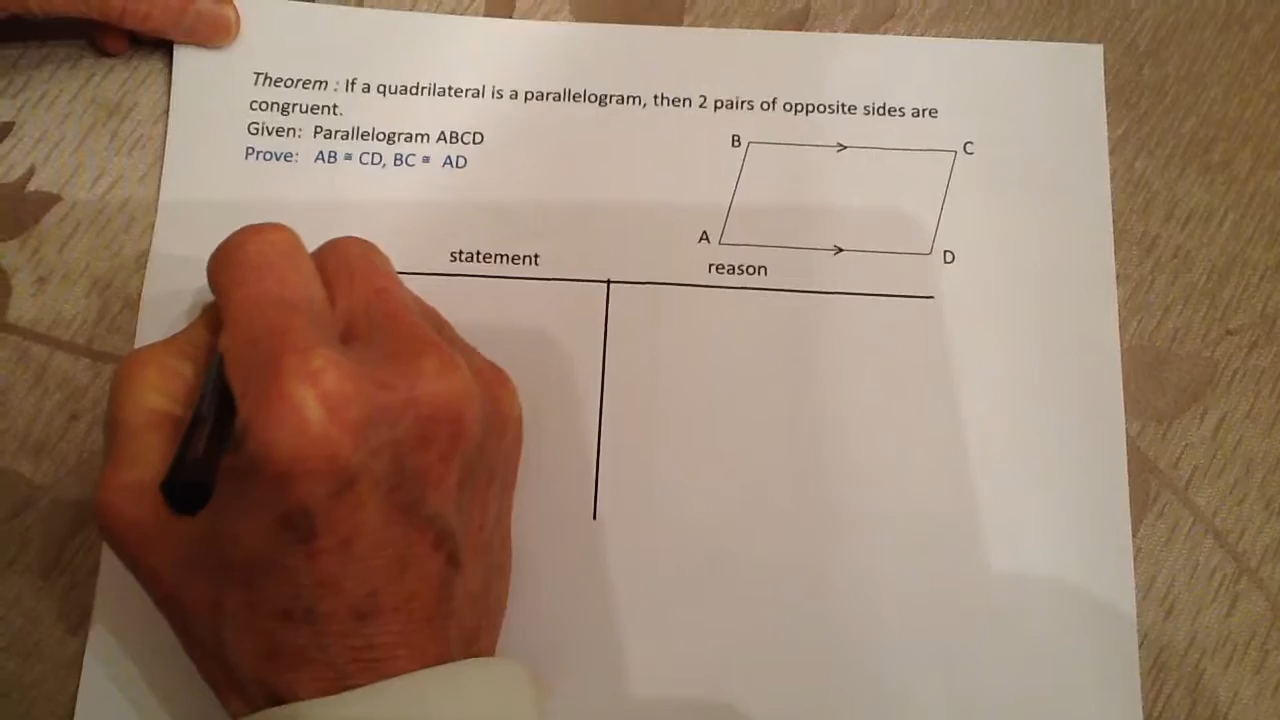 Theorem : If a quadrilateral is a parallelogram, then 2 pairs of opposite sides are
congruent.
Given: Parallelogram ABCD
Prove: AB ≅ CD, BC ≅ AD
B
C
A
D
statement
reason